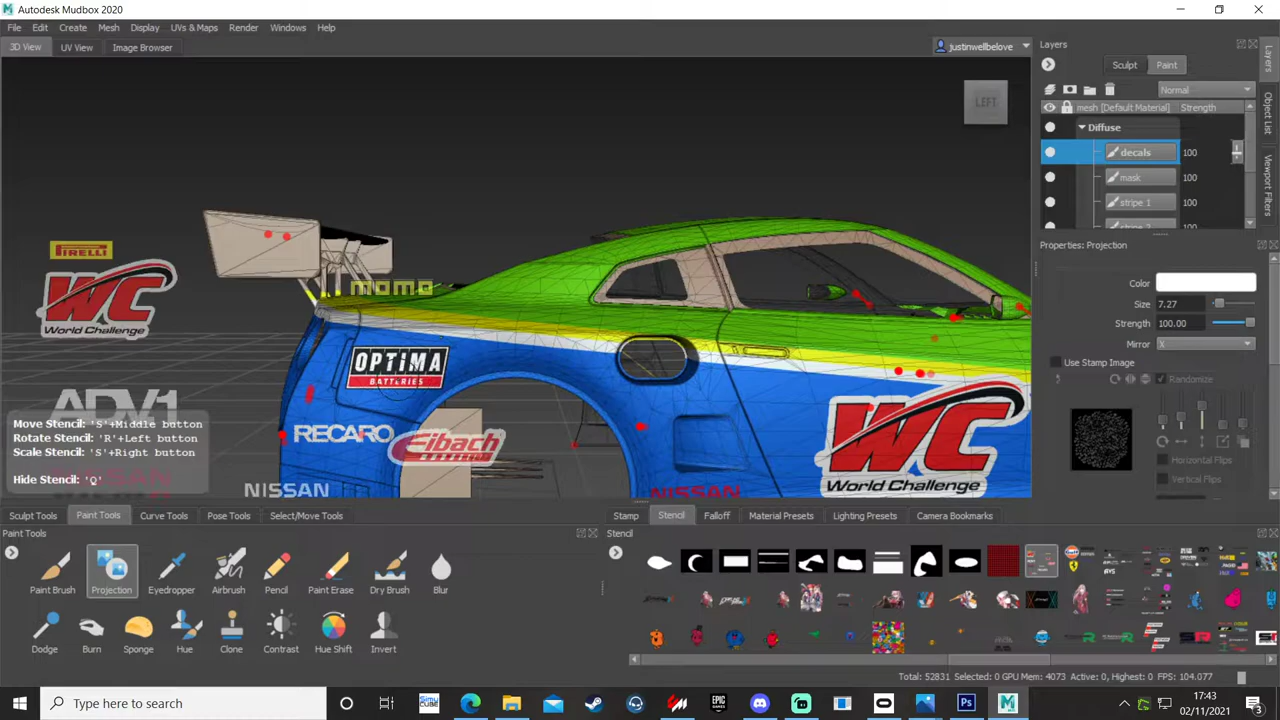 Autodesk Mudbox 2020
File Edit Create Mesh Display UVs & Maps Render Windows Help
3D View UV View Image Browser
justinwellbelove
LEFT
Layers
Sculpt Paint
Normal
mesh [Default Material] Strength
Diffuse
decals 100
mask 100
stripe 1 100
Layers
Object List
Viewport Filters
Properties: Projection
Color
Size 7.27
Strength 100.00
Mirror X
Use Stamp Image
Randomize
Horizontal Flips
Vertical Flips
PIRELLI
WC
World Challenge
momo
OPTIMA
BATTERIES
ADV1
RECARO
Eibach
NISSAN
NISSAN
WC
World Challenge
Move Stencil: 'S'+Middle button
Rotate Stencil: 'R'+Left button
Scale Stencil: 'S'+Right button
Hide Stencil: 'Q'
Sculpt Tools Paint Tools Curve Tools Pose Tools Select/Move Tools
Stamp Stencil Falloff Material Presets Lighting Presets Camera Bookmarks
Paint Tools
Stencil
Paint Brush Projection Eyedropper Airbrush Pencil Paint Erase Dry Brush Blur
Dodge Burn Sponge Hue Clone Contrast Hue Shift Invert
Total: 52831 Selected: 0 GPU Mem: 4073 Active: 0, Highest: 0 FPS: 104.077
Type here to search
17:43
02/11/2021